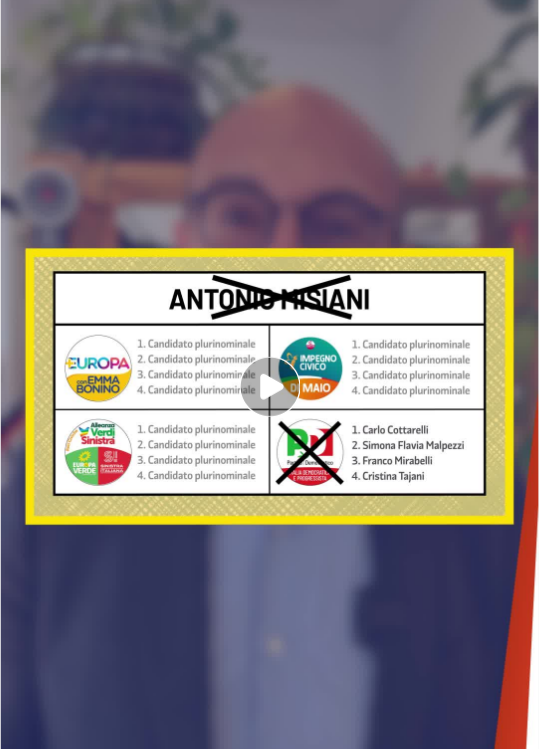 ANTONIO MISIANI
+EUROPA
con EMMA
BONINO
1. Candidato plurinominale
2. Candidato plurinominale
3. Candidato plurinominale
4. Candidato plurinominale
IMPEGNO
CIVICO
DI MAIO
1. Candidato plurinominale
2. Candidato plurinominale
3. Candidato plurinominale
4. Candidato plurinominale
Alleanza
Verdi
Sinistra
EUROPA
VERDE
SI
SINISTRA
ITALIANA
1. Candidato plurinominale
2. Candidato plurinominale
3. Candidato plurinominale
4. Candidato plurinominale
Pd
Partito Democratico
ITALIA DEMOCRATICA
E PROGRESSISTA
1. Carlo Cottarelli
2. Simona Flavia Malpezzi
3. Franco Mirabelli
4. Cristina Tajani